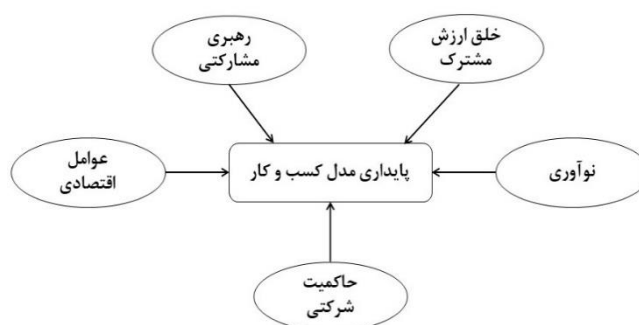 خلق ارزش
مشترک
رهبری
مشارکتی
نوآوری
پایداری مدل کسب و کار
عوامل
اقتصادی
حاکمیت
شرکتی